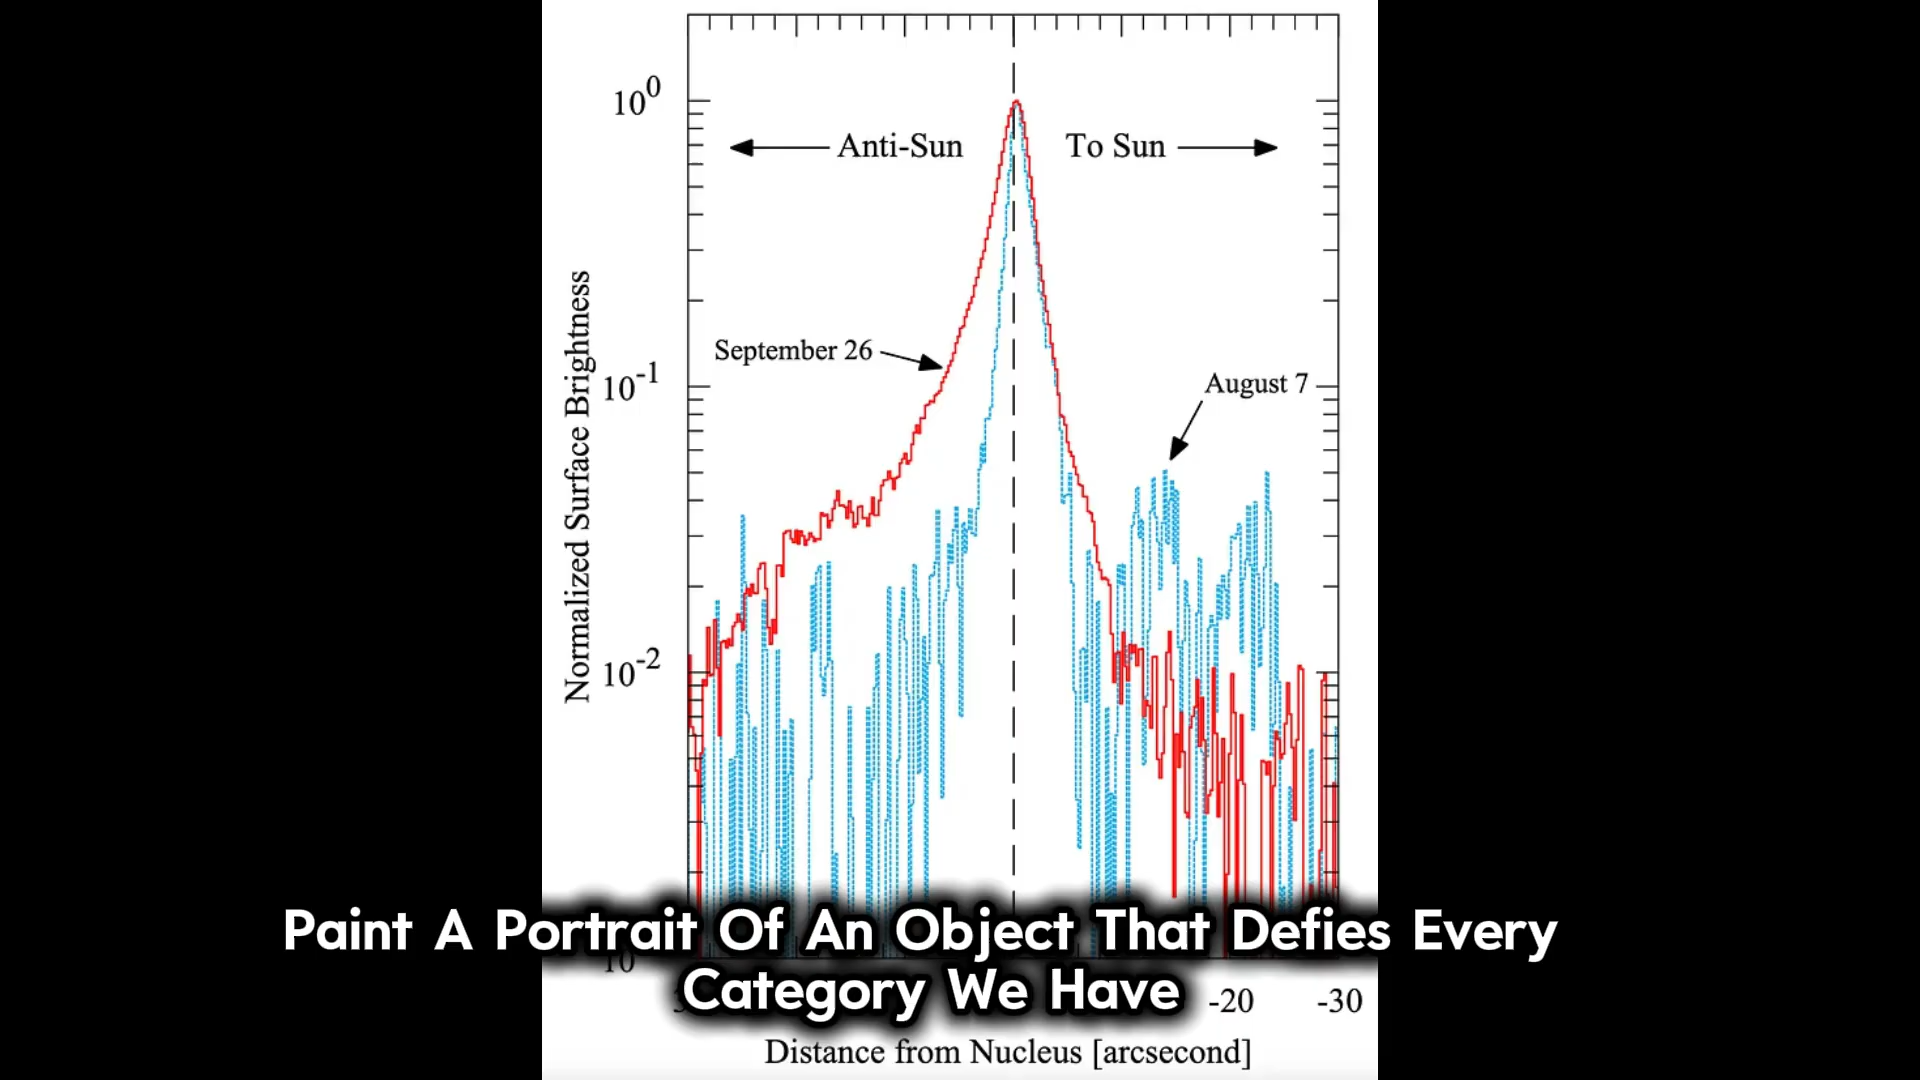 10^0
Anti-Sun
To Sun
September 26
10^-1
August 7
Normalized Surface Brightness
10^-2
Paint A Portrait Of An Object That Defies Every
Category We Have
10
-20
-30
Distance from Nucleus [arcsecond]